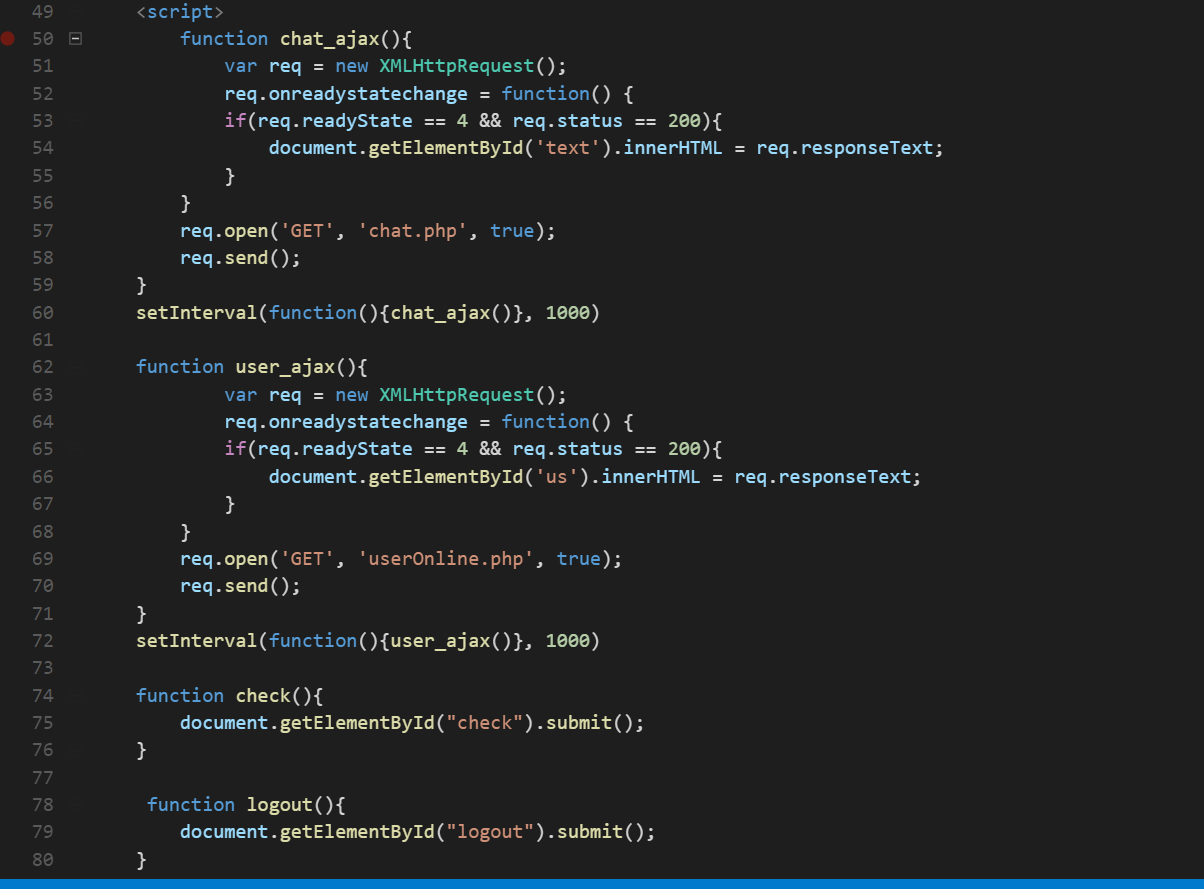 49 <script>
50 function chat_ajax(){
51 var req = new XMLHttpRequest();
52 req.onreadystatechange = function() {
53 if(req.readyState == 4 && req.status == 200){
54 document.getElementById('text').innerHTML = req.responseText;
55 }
56 }
57 req.open('GET', 'chat.php', true);
58 req.send();
59 }
60 setInterval(function(){chat_ajax()}, 1000)
61
62 function user_ajax(){
63 var req = new XMLHttpRequest();
64 req.onreadystatechange = function() {
65 if(req.readyState == 4 && req.status == 200){
66 document.getElementById('us').innerHTML = req.responseText;
67 }
68 }
69 req.open('GET', 'userOnline.php', true);
70 req.send();
71 }
72 setInterval(function(){user_ajax()}, 1000)
73
74 function check(){
75 document.getElementById("check").submit();
76 }
77
78 function logout(){
79 document.getElementById("logout").submit();
80 }